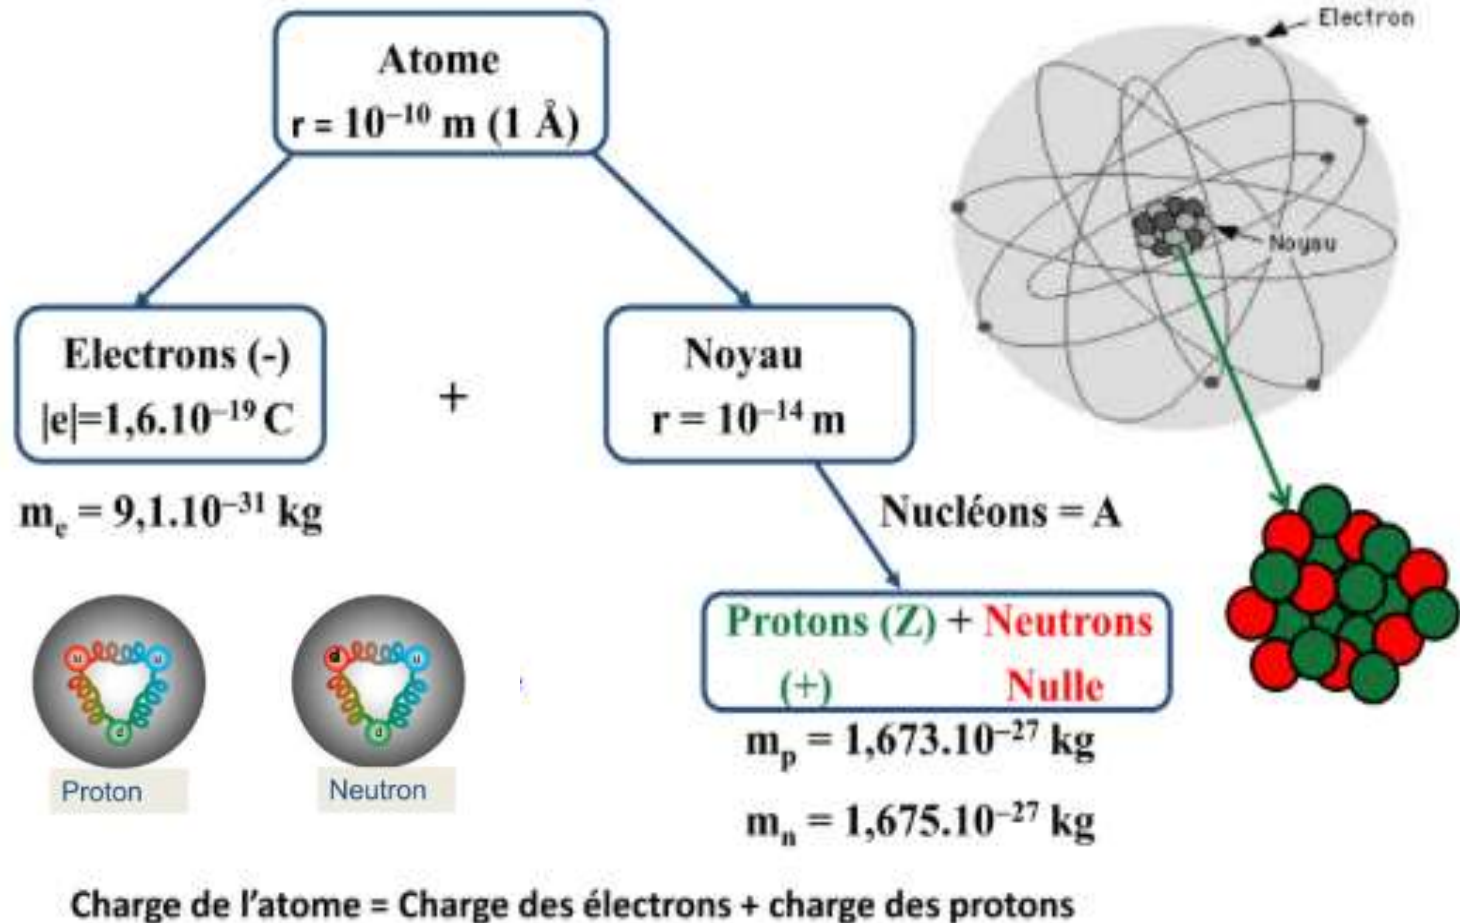 Electron
Atome
r = 10⁻¹⁰ m (1 Å)
Noyau
Electrons (-)
|e|=1,6.10⁻¹⁹ C
+
Noyau
r = 10⁻¹⁴ m
mₑ = 9,1.10⁻³¹ kg
Nucléons = A
Protons (Z) + Neutrons
(+) Nulle
u u d
d u d
Proton
Neutron
mₚ = 1,673.10⁻²⁷ kg
mₙ = 1,675.10⁻²⁷ kg
Charge de l'atome = Charge des électrons + charge des protons